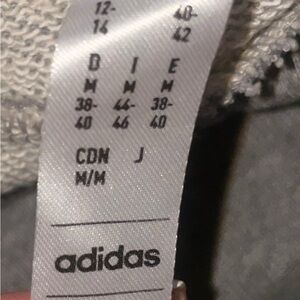 12- 40-
14 42
D I E
M M M
38- 44- 38-
40 46 40
CDN J
M/M
adidas